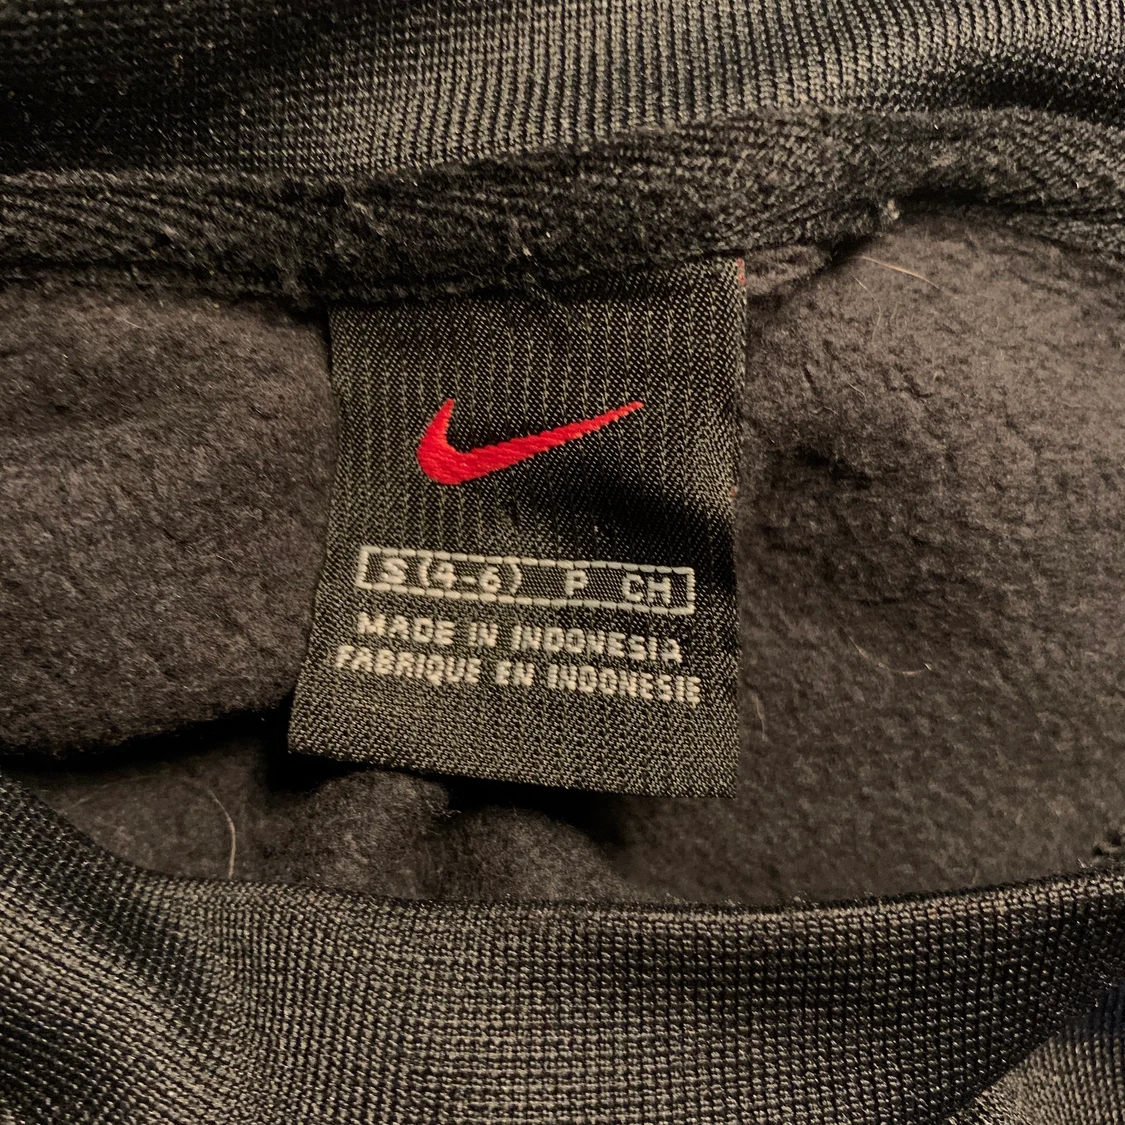 S (4-6) P CH
MADE IN INDONESIA
FABRIQUE EN INDONESIE